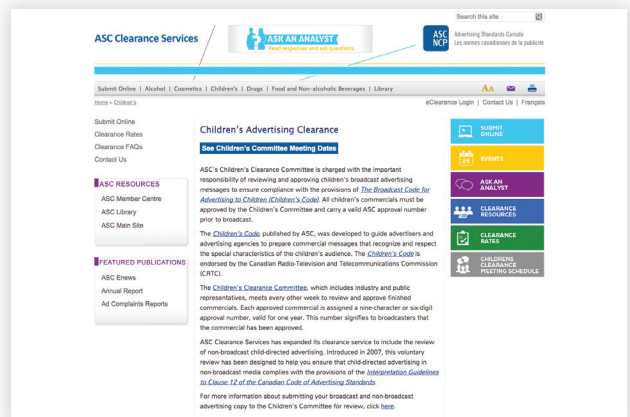 Search this site
ASC Clearance Services
ASK AN ANALYST
Read responses and ask questions.
ASC
NCP
Advertising Standards Canada
Les normes canadiennes de la publicité
Submit Online | Alcohol | Cosmetics | Children's | Drugs | Food and Non-alcoholic Beverages | Library
AA
Home > Children's
eClearance Login | Contact Us | Français
Submit Online
Clearance Rates
Clearance FAQs
Contact Us
ASC RESOURCES
ASC Member Centre
ASC Library
ASC Main Site
FEATURED PUBLICATIONS
ASC Enews
Annual Report
Ad Complaints Reports
Children's Advertising Clearance
See Children's Committee Meeting Dates
ASC's Children's Clearance Committee is charged with the important
responsibility of reviewing and approving children's broadcast advertising
messages to ensure compliance with the provisions of The Broadcast Code for
Advertising to Children (Children's Code). All children's commercials must be
approved by the Children's Committee and carry a valid ASC approval number
prior to broadcast.
The Children's Code, published by ASC, was developed to guide advertisers and
advertising agencies to prepare commercial messages that recognize and respect
the special characteristics of the children's audience. The Children's Code is
endorsed by the Canadian Radio-Television and Telecommunications Commission
(CRTC).
The Children's Clearance Committee, which includes industry and public
representatives, meets every other week to review and approve finished
commercials. Each approved commercial is assigned a nine-character or six-digit
approval number, valid for one year. This number signifies to broadcasters that
the commercial has been approved.
ASC Clearance Services has expanded its clearance service to include the review
of non-broadcast child-directed advertising. Introduced in 2007, this voluntary
review has been designed to help you ensure that child-directed advertising in
non-broadcast media complies with the provisions of the Interpretation Guidelines
to Clause 12 of the Canadian Code of Advertising Standards.
For more information about submitting your broadcast and non-broadcast
advertising copy to the Children's Committee for review, click here.
SUBMIT
ONLINE
25
EVENTS
ASK AN
ANALYST
CLEARANCE
RESOURCES
CLEARANCE
RATES
CHILDRENS
CLEARANCE
MEETING SCHEDULE